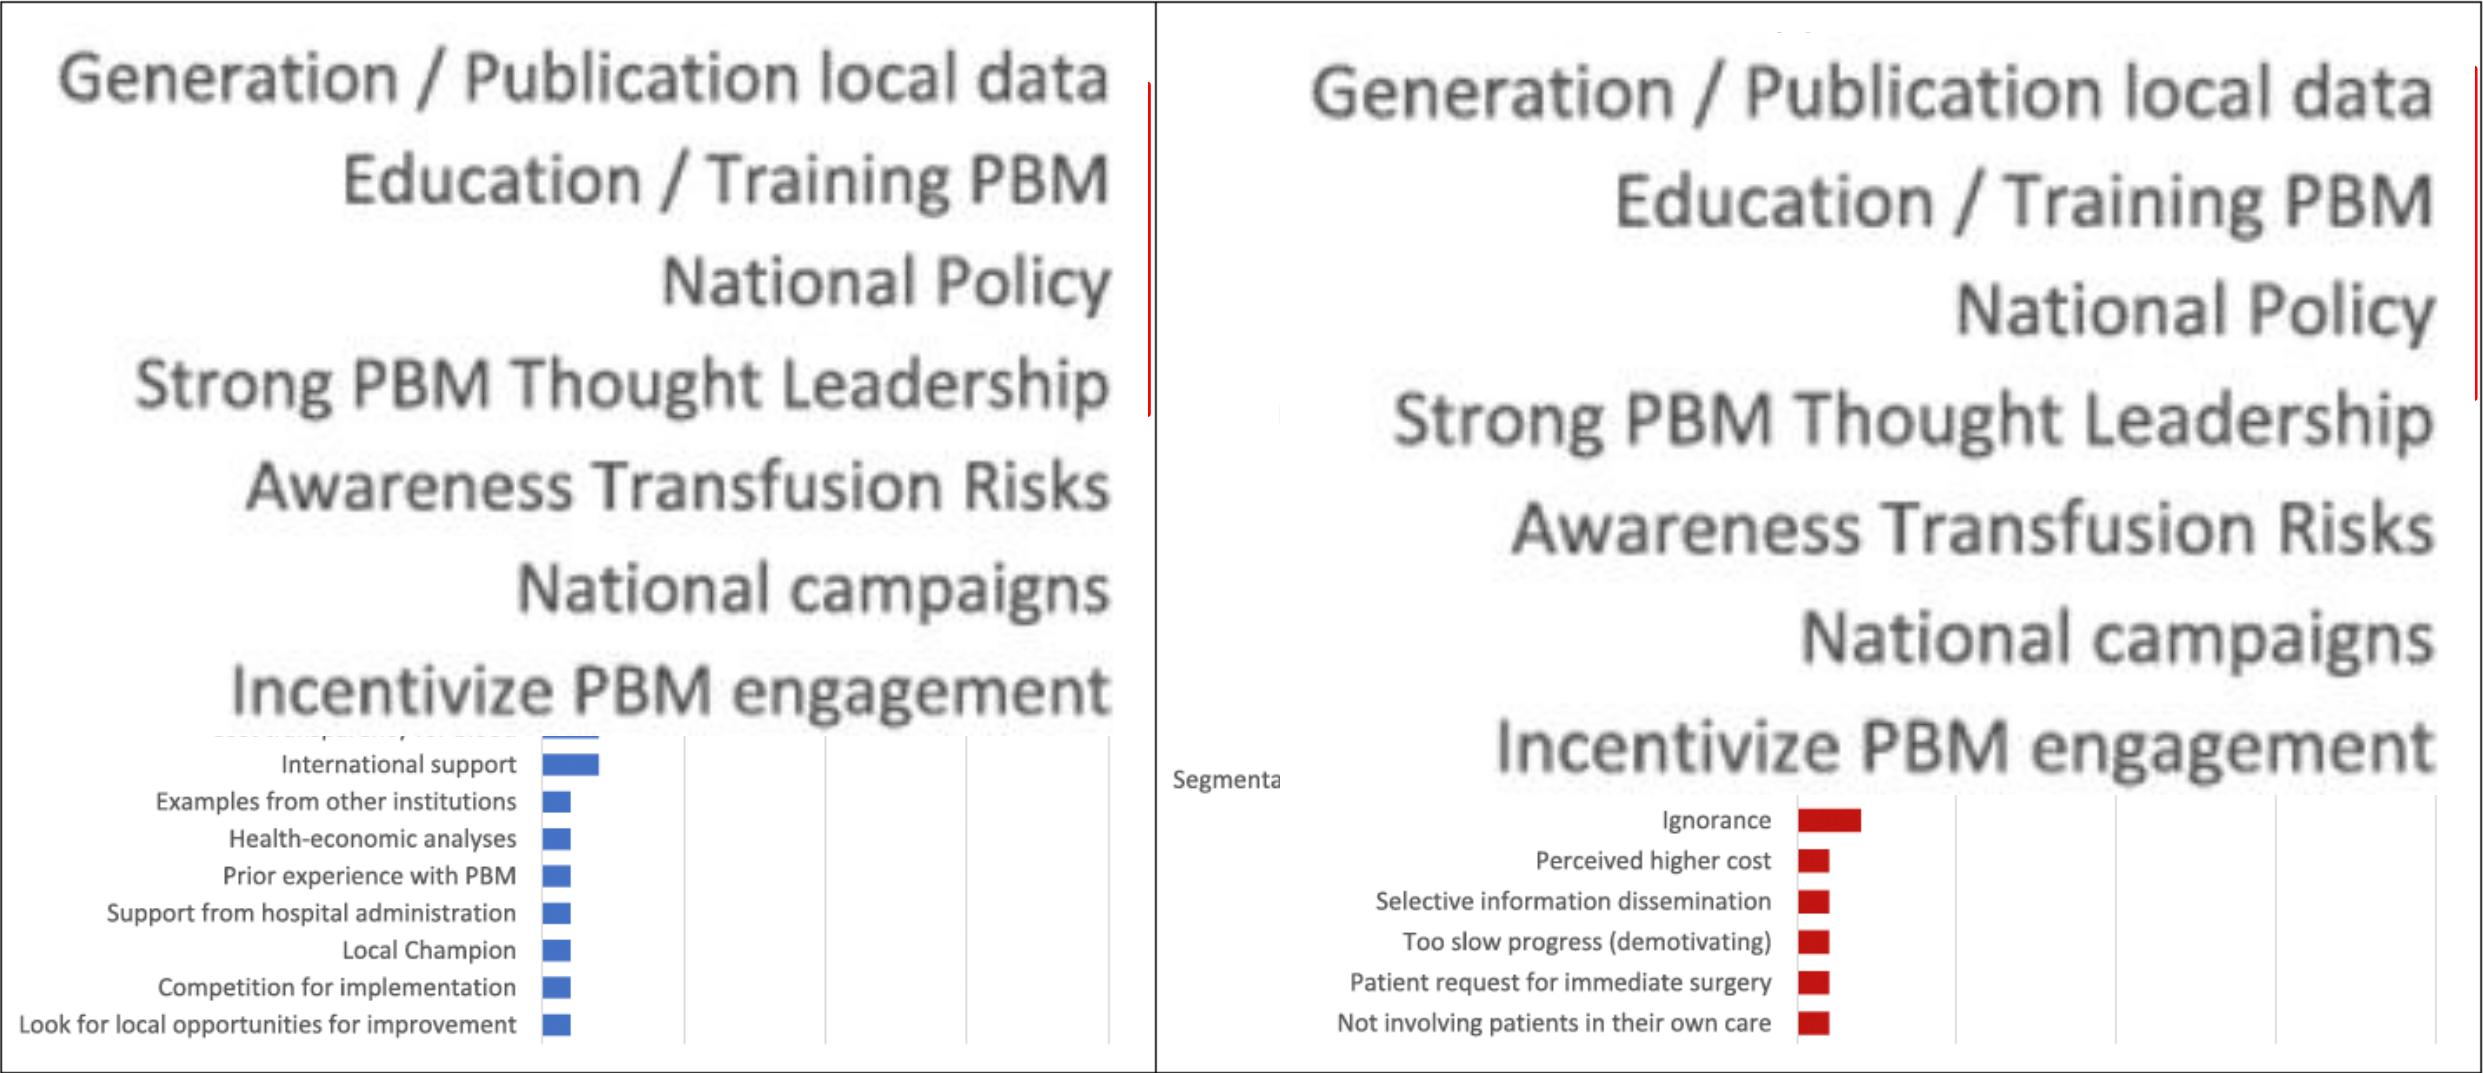 Generation / Publication local data
Education / Training PBM
National Policy
Strong PBM Thought Leadership
Awareness Transfusion Risks
National campaigns
Incentivize PBM engagement
International support
Examples from other institutions
Health-economic analyses
Prior experience with PBM
Support from hospital administration
Local Champion
Competition for implementation
Look for local opportunities for improvement
Generation / Publication local data
Education / Training PBM
National Policy
Strong PBM Thought Leadership
Awareness Transfusion Risks
National campaigns
Incentivize PBM engagement
Segmenta
Ignorance
Perceived higher cost
Selective information dissemination
Too slow progress (demotivating)
Patient request for immediate surgery
Not involving patients in their own care